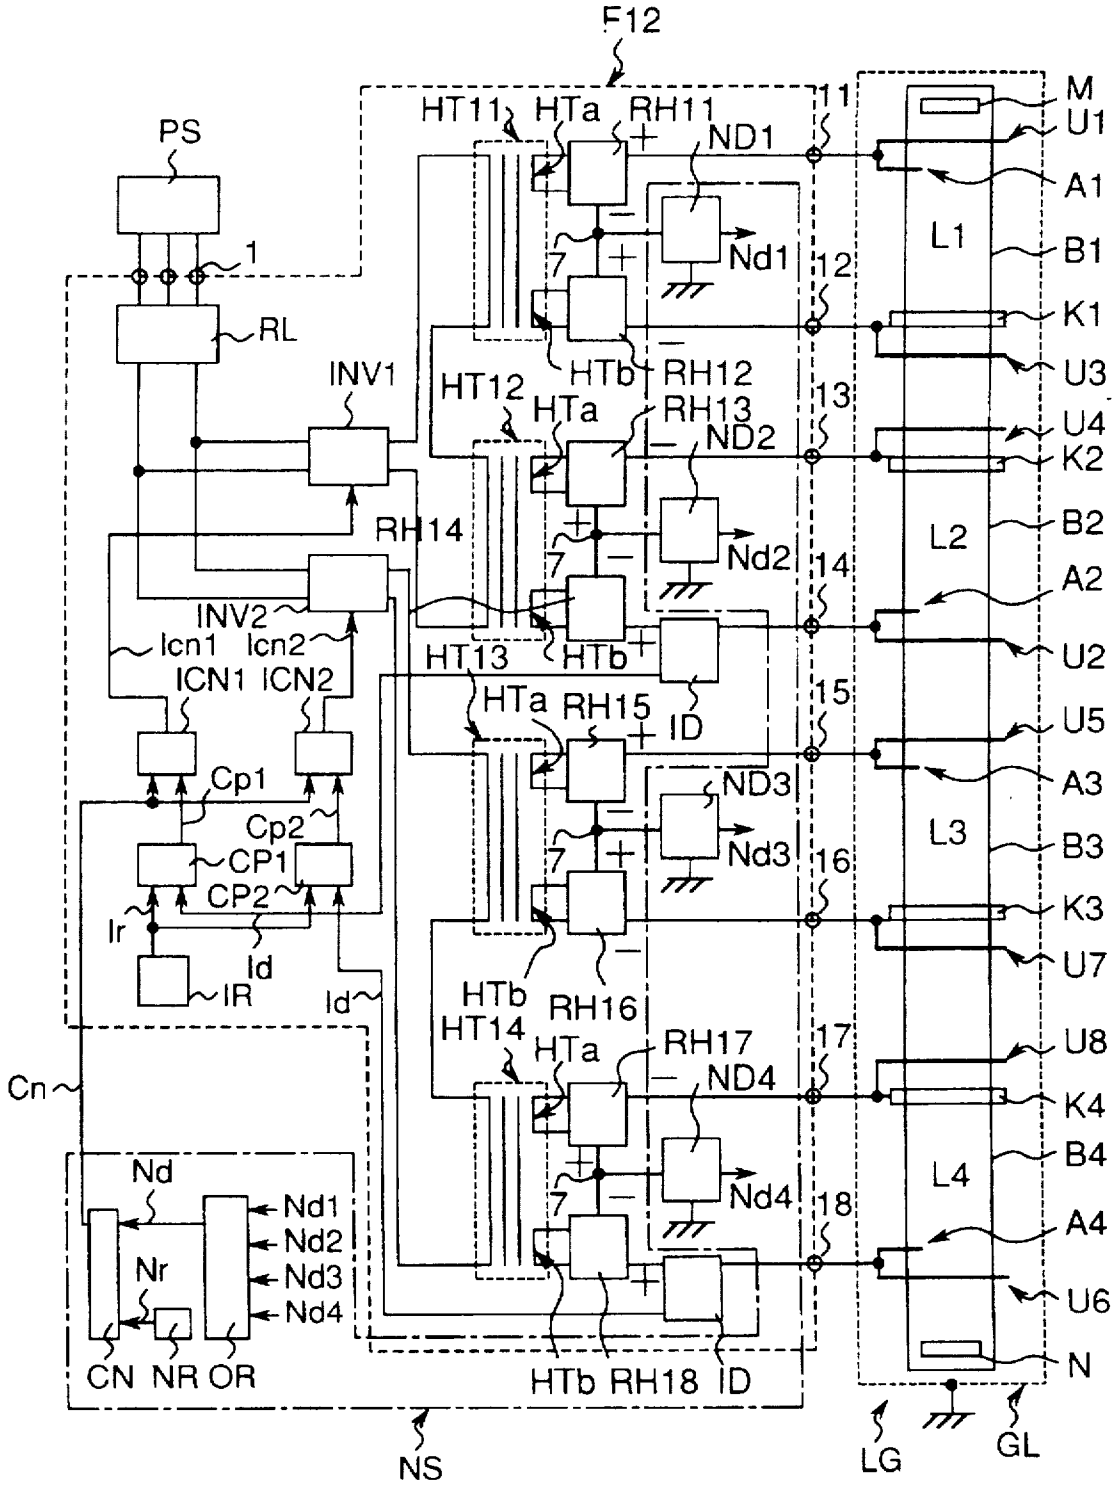 F12
HT11
HTa
RH11
11
M
PS
+
ND1
U1
A1
−
L1
1
7
+
Nd1
12
B1
RL
K1
INV1
HTb
−
RH12
U3
HT12
HTa
RH13
13
−
ND2
U4
K2
RH14
+
7
−
Nd2
14
L2
B2
A2
INV2
Icn1
Icn2
HTb
+
U2
ICN1
ICN2
HT13
HTa
RH15
ID
15
U5
+
Cp1
−
ND3
A3
Cp2
7
+
Nd3
L3
B3
CP1
CP2
16
Ir
K3
Id
−
U7
IR
Id
HTb
RH16
HT14
HTa
RH17
17
U8
−
ND4
K4
Cn
+
7
−
Nd4
B4
Nd
L4
Nd1
18
A4
Nd2
Nr
Nd3
+
Nd4
U6
CN
NR
OR
HTb
RH18
ID
N
NS
LG
GL